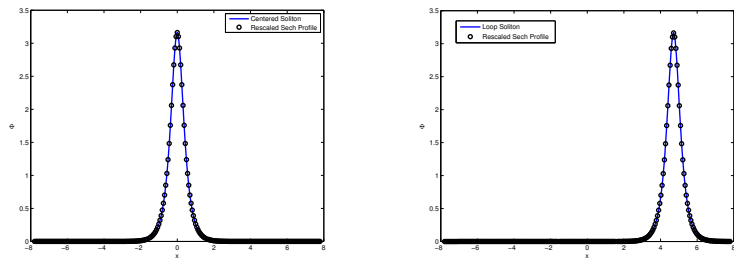 3.5
3
2.5
2
1.5
1
0.5
0
Φ
Centered Soliton
Rescaled Sech Profile
−8 −6 −4 −2 0 2 4 6 8
x
3.5
3
2.5
2
1.5
1
0.5
0
Φ
Loop Soliton
Rescaled Sech Profile
−8 −6 −4 −2 0 2 4 6 8
x